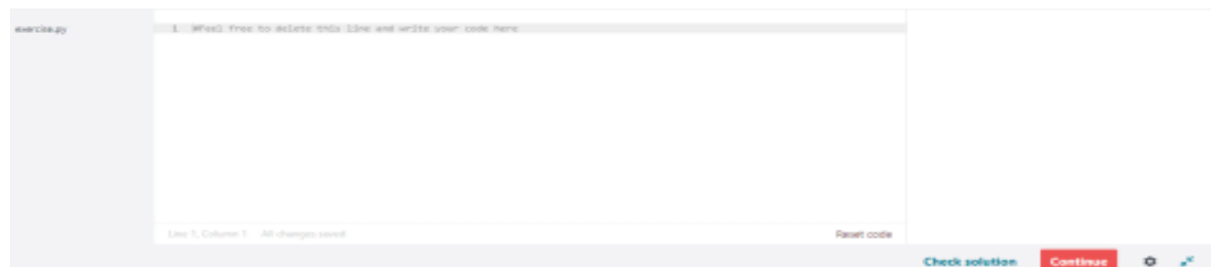 exercise.py
1 #Feel free to delete this line and write your code here
Line 1, Column 1 All changes saved
Reset code
Check solution
Continue